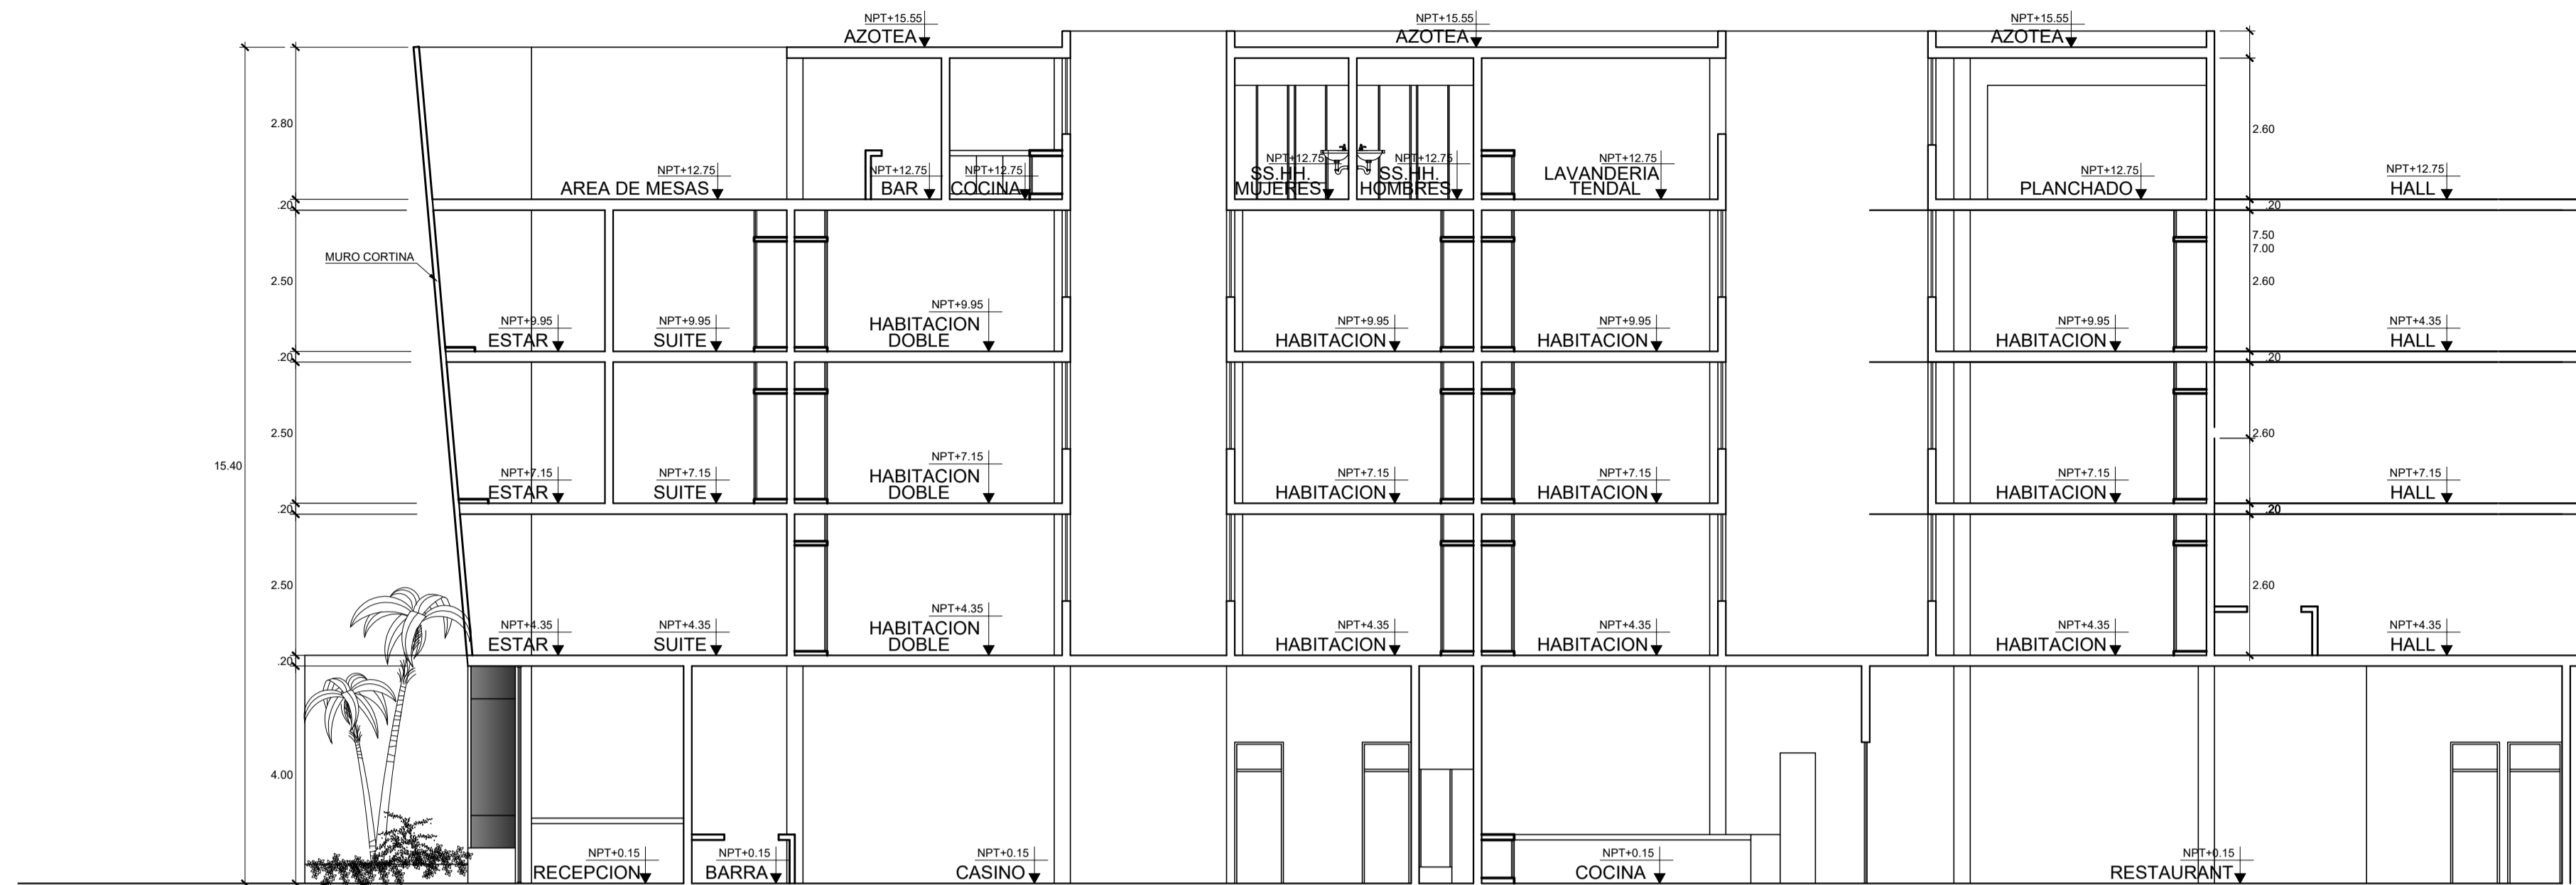 NPT+15.55
AZOTEA
NPT+15.55
AZOTEA
NPT+15.55
AZOTEA
2.80
2.60
NPT+12.75
AREA DE MESAS
NPT+12.75
BAR
NPT+12.75
COCINA
NPT+12.75
SS.HH.
MUJERES
NPT+12.75
SS.HH.
HOMBRES
NPT+12.75
LAVANDERIA
TENDAL
NPT+12.75
PLANCHADO
NPT+12.75
HALL
.20
.20
7.50
7.00
MURO CORTINA
2.50
2.60
NPT+9.95
ESTAR
NPT+9.95
SUITE
NPT+9.95
HABITACION
DOBLE
NPT+9.95
HABITACION
NPT+9.95
HABITACION
NPT+9.95
HABITACION
NPT+4.35
HALL
.20
.20
2.50
2.60
15.40
NPT+7.15
ESTAR
NPT+7.15
SUITE
NPT+7.15
HABITACION
DOBLE
NPT+7.15
HABITACION
NPT+7.15
HABITACION
NPT+7.15
HABITACION
NPT+7.15
HALL
.20
.20
2.50
2.60
NPT+4.35
ESTAR
NPT+4.35
SUITE
NPT+4.35
HABITACION
DOBLE
NPT+4.35
HABITACION
NPT+4.35
HABITACION
NPT+4.35
HABITACION
NPT+4.35
HALL
.20
4.00
NPT+0.15
RECEPCION
NPT+0.15
BARRA
NPT+0.15
CASINO
NPT+0.15
COCINA
NPT+0.15
RESTAURANT